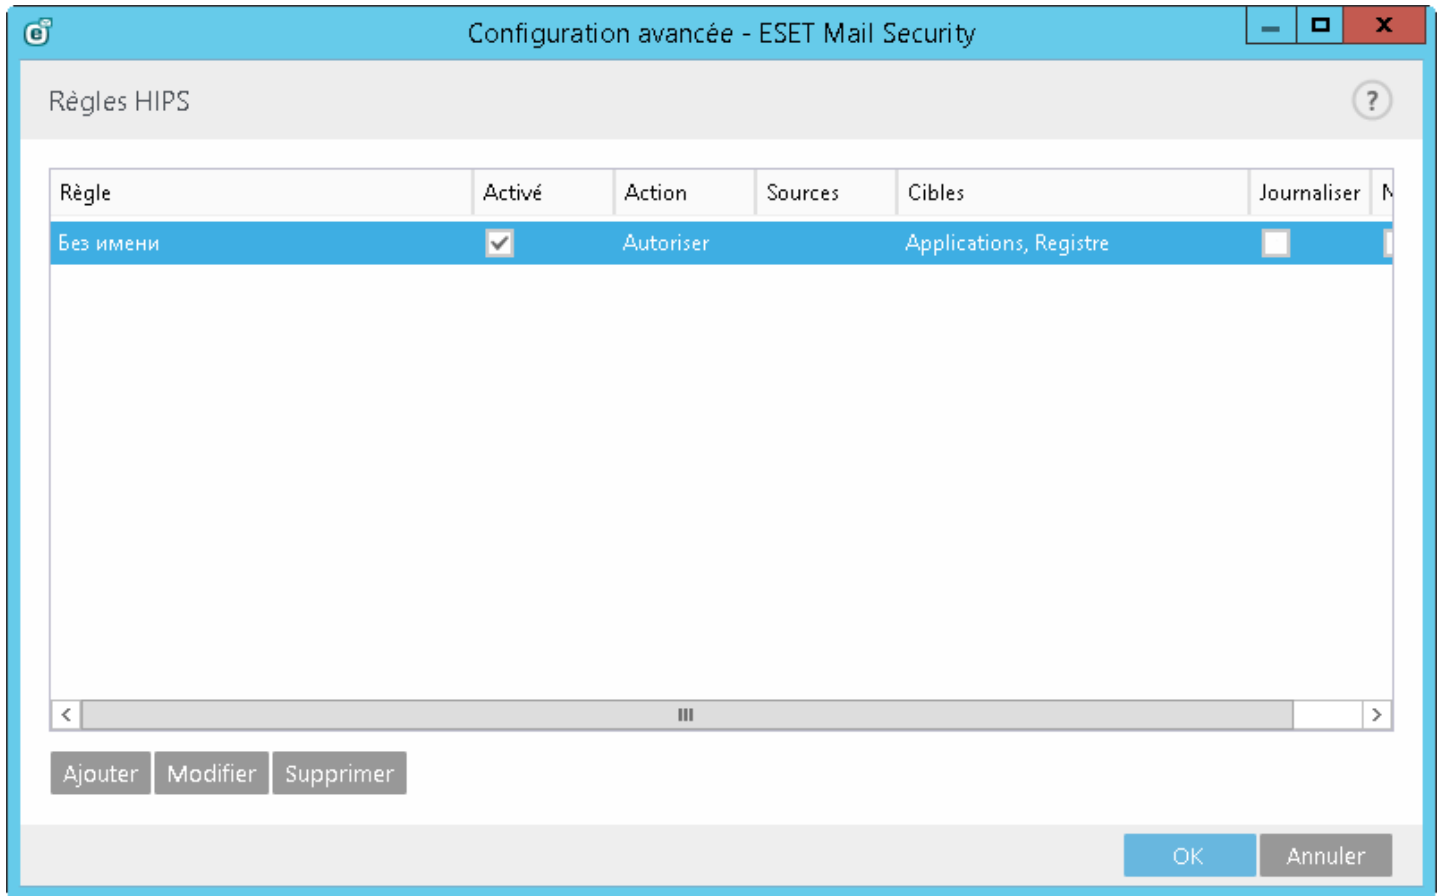 Configuration avancée - ESET Mail Security
Règles HIPS
?
Règle Activé Action Sources Cibles Journaliser
Без имени Autoriser Applications, Registre
Ajouter Modifier Supprimer
OK Annuler